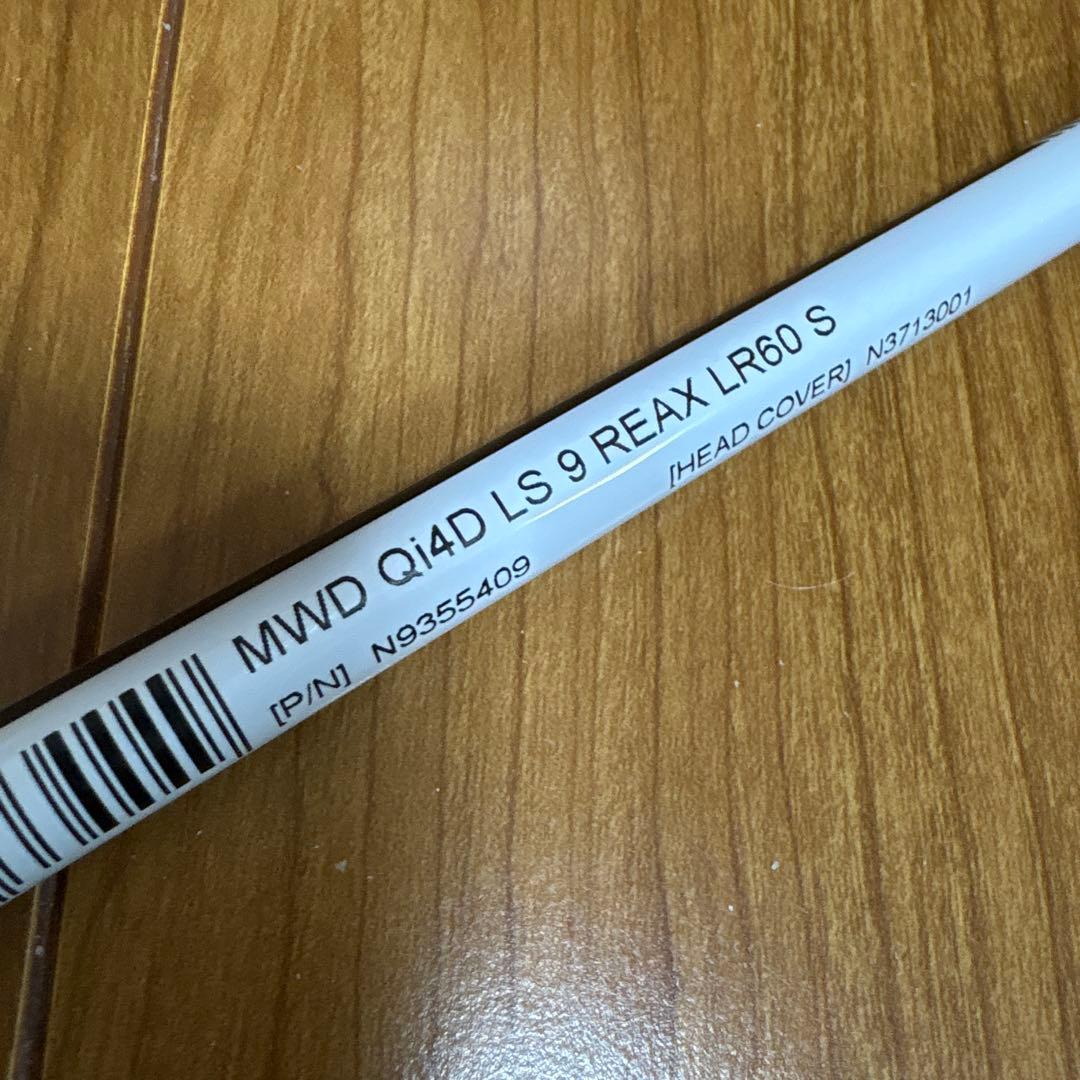 MWD Qi4D LS 9 REAX LR60 S
[P/N] N9355409 [HEAD COVER] N3713001